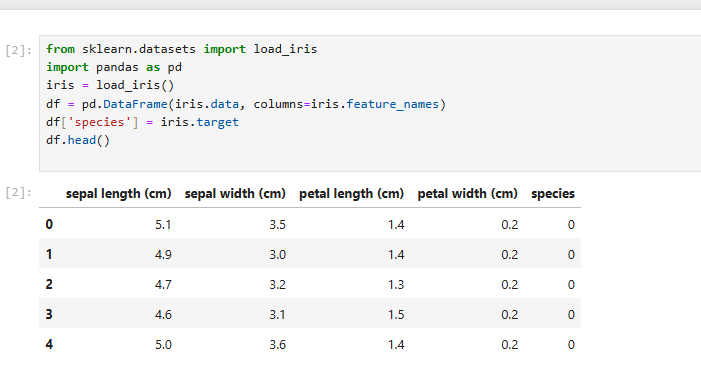 [2]: from sklearn.datasets import load_iris
import pandas as pd
iris = load_iris()
df = pd.DataFrame(iris.data, columns=iris.feature_names)
df['species'] = iris.target
df.head()
[2]: sepal length (cm) sepal width (cm) petal length (cm) petal width (cm) species
0 5.1 3.5 1.4 0.2 0
1 4.9 3.0 1.4 0.2 0
2 4.7 3.2 1.3 0.2 0
3 4.6 3.1 1.5 0.2 0
4 5.0 3.6 1.4 0.2 0